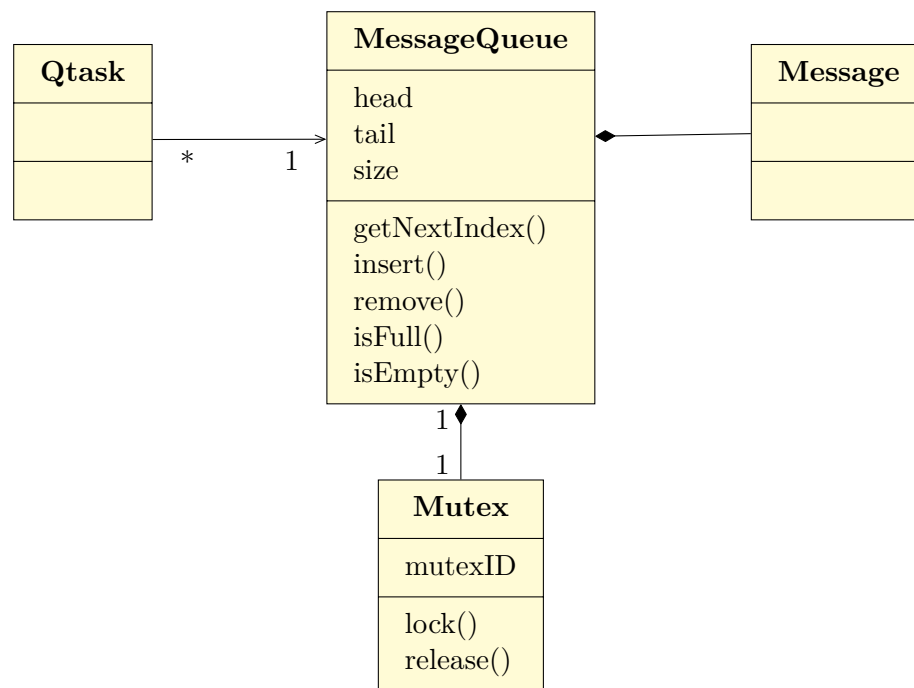 Qtask
*
1
MessageQueue
head
tail
size
getNextIndex()
insert()
remove()
isFull()
isEmpty()
Message
1
1
Mutex
mutexID
lock()
release()